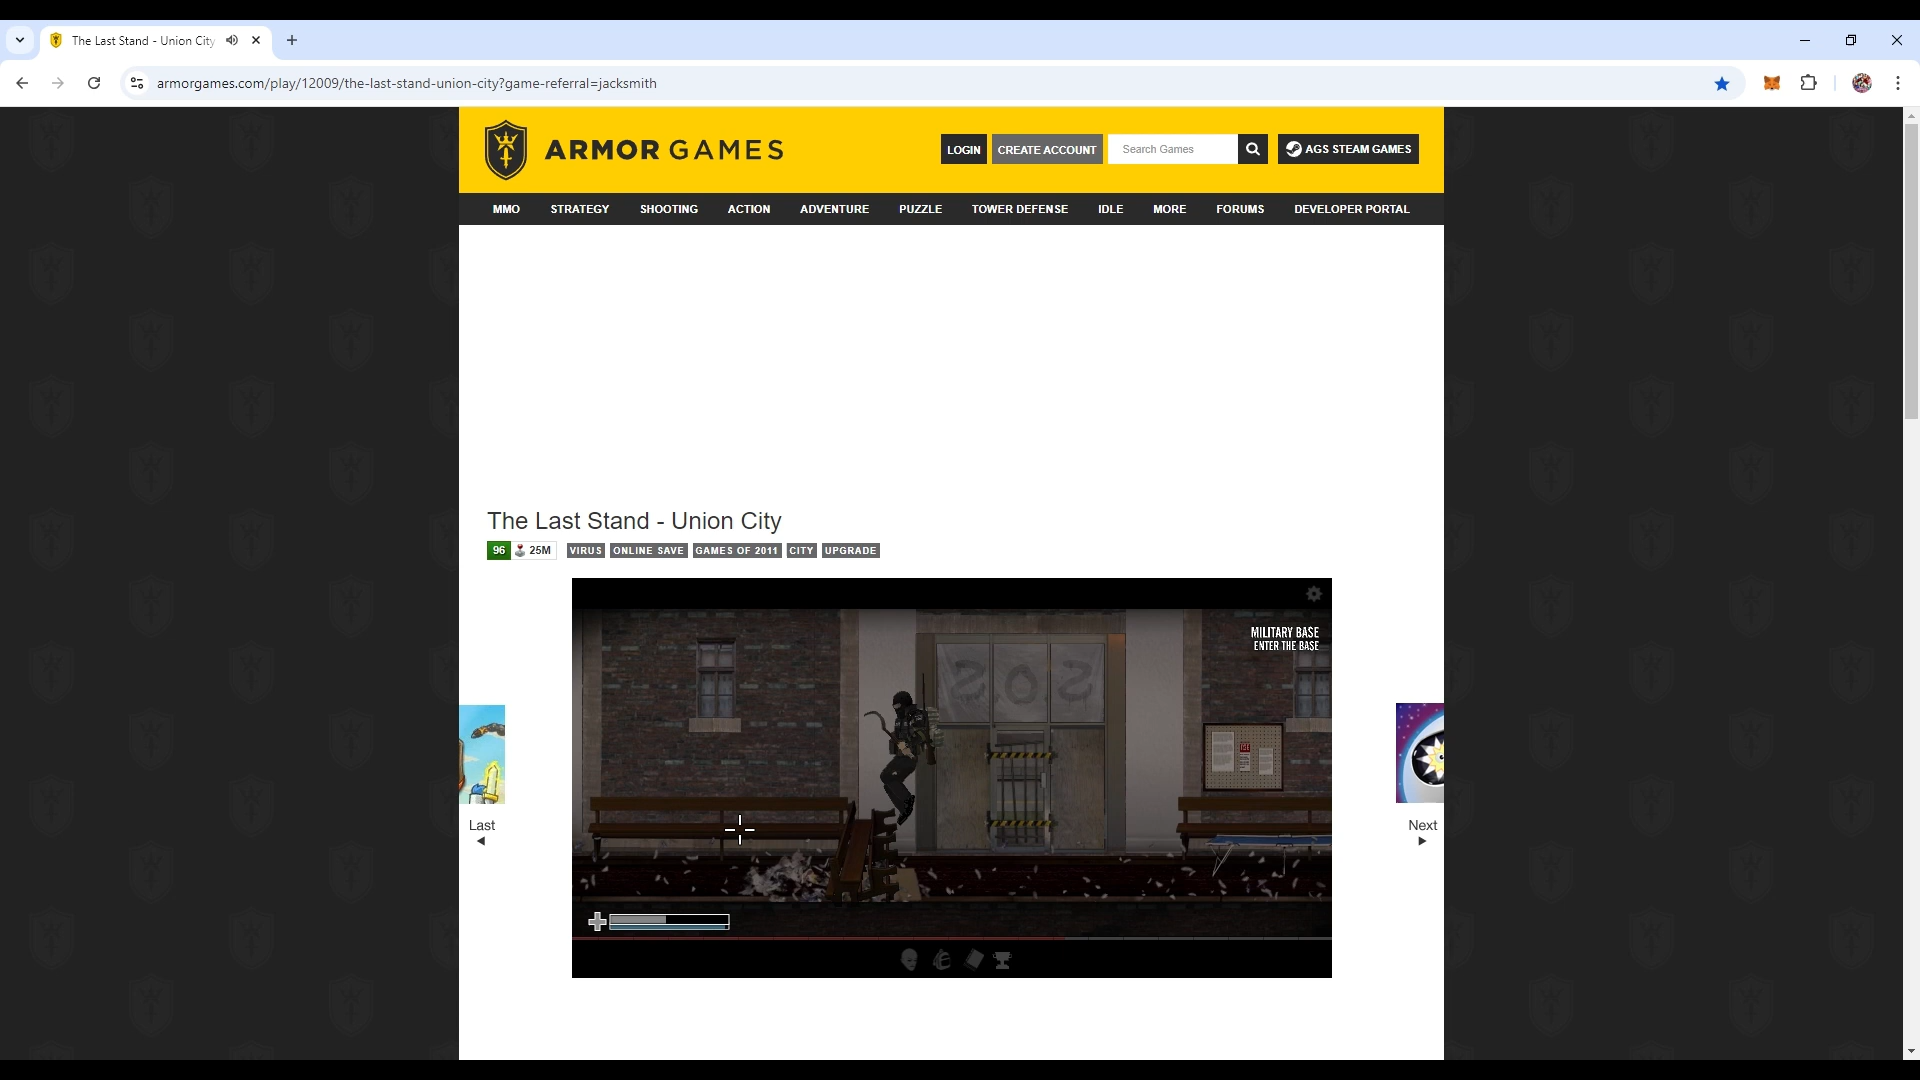 The Last Stand - Union City
armorgames.com/play/12009/the-last-stand-union-city?game-referral=jacksmith
ARMOR GAMES
LOGIN
CREATE ACCOUNT
Search Games
AGS STEAM GAMES
MMO
STRATEGY
SHOOTING
ACTION
ADVENTURE
PUZZLE
TOWER DEFENSE
IDLE
MORE
FORUMS
DEVELOPER PORTAL
The Last Stand - Union City
96
25M
VIRUS
ONLINE SAVE
GAMES OF 2011
CITY
UPGRADE
MILITARY BASE
ENTER THE BASE
Last
Next